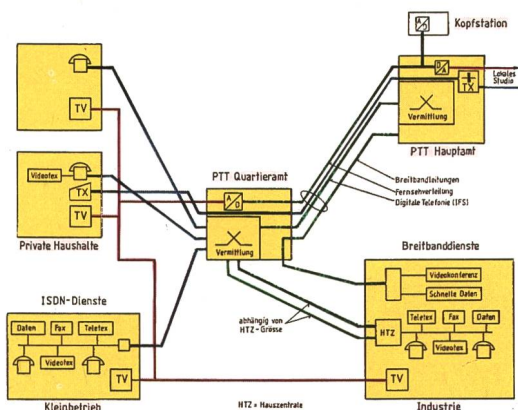 A/D
Kopfstation
D/A
Lokales
Studio
TX
Vermittlung
PTT Hauptamt
TV
PTT Quartieramt
Videotex
TX
TV
A/D
Vermittlung
Breitbandleitungen
Fernsehverteilung
Digitale Telefonie (IFS)
Private Haushalte
Breitbanddienste
Videokonferenz
Schnelle Daten
ISDN-Dienste
Daten
Fax
Teletex
Videotex
TV
abhängig von
HTZ-Grösse
HTZ
Teletex
Fax
Daten
Videotex
TV
Kleinbetrieb
HTZ = Hauszentrale
Industrie